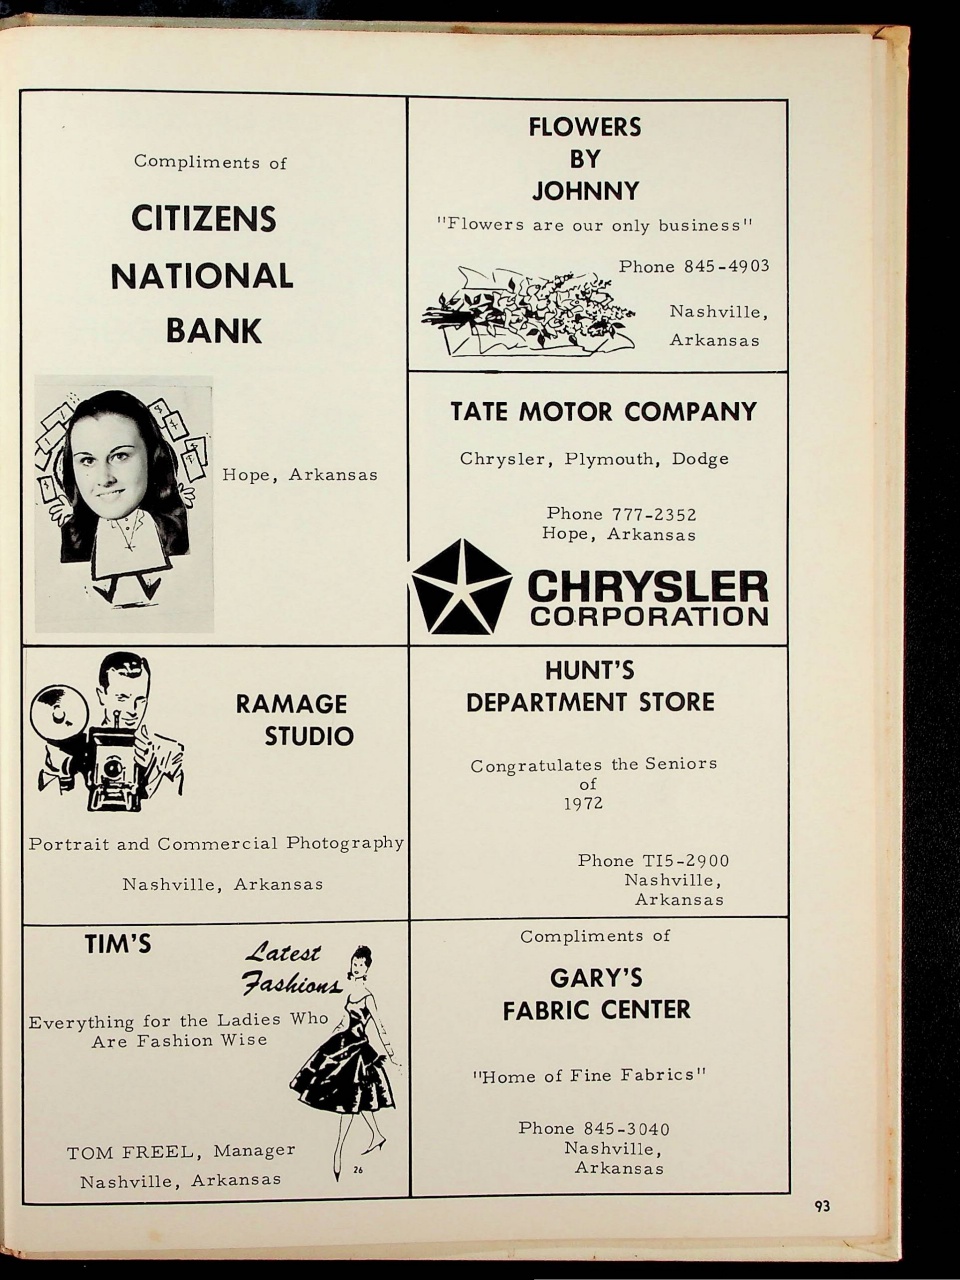 Compliments of
CITIZENS
NATIONAL
BANK
Hope, Arkansas
FLOWERS
BY
JOHNNY
"Flowers are our only business"
Phone 845-4903
Nashville,
Arkansas
TATE MOTOR COMPANY
Chrysler, Plymouth, Dodge
Phone 777-2352
Hope, Arkansas
CHRYSLER
CORPORATION
RAMAGE
STUDIO
Portrait and Commercial Photography
Nashville, Arkansas
HUNT'S
DEPARTMENT STORE
Congratulates the Seniors
of
1972
Phone TI5-2900
Nashville,
Arkansas
TIM'S
Latest
Fashions
Everything for the Ladies Who
Are Fashion Wise
TOM FREEL, Manager
Nashville, Arkansas
26
Compliments of
GARY'S
FABRIC CENTER
"Home of Fine Fabrics"
Phone 845-3040
Nashville,
Arkansas
93